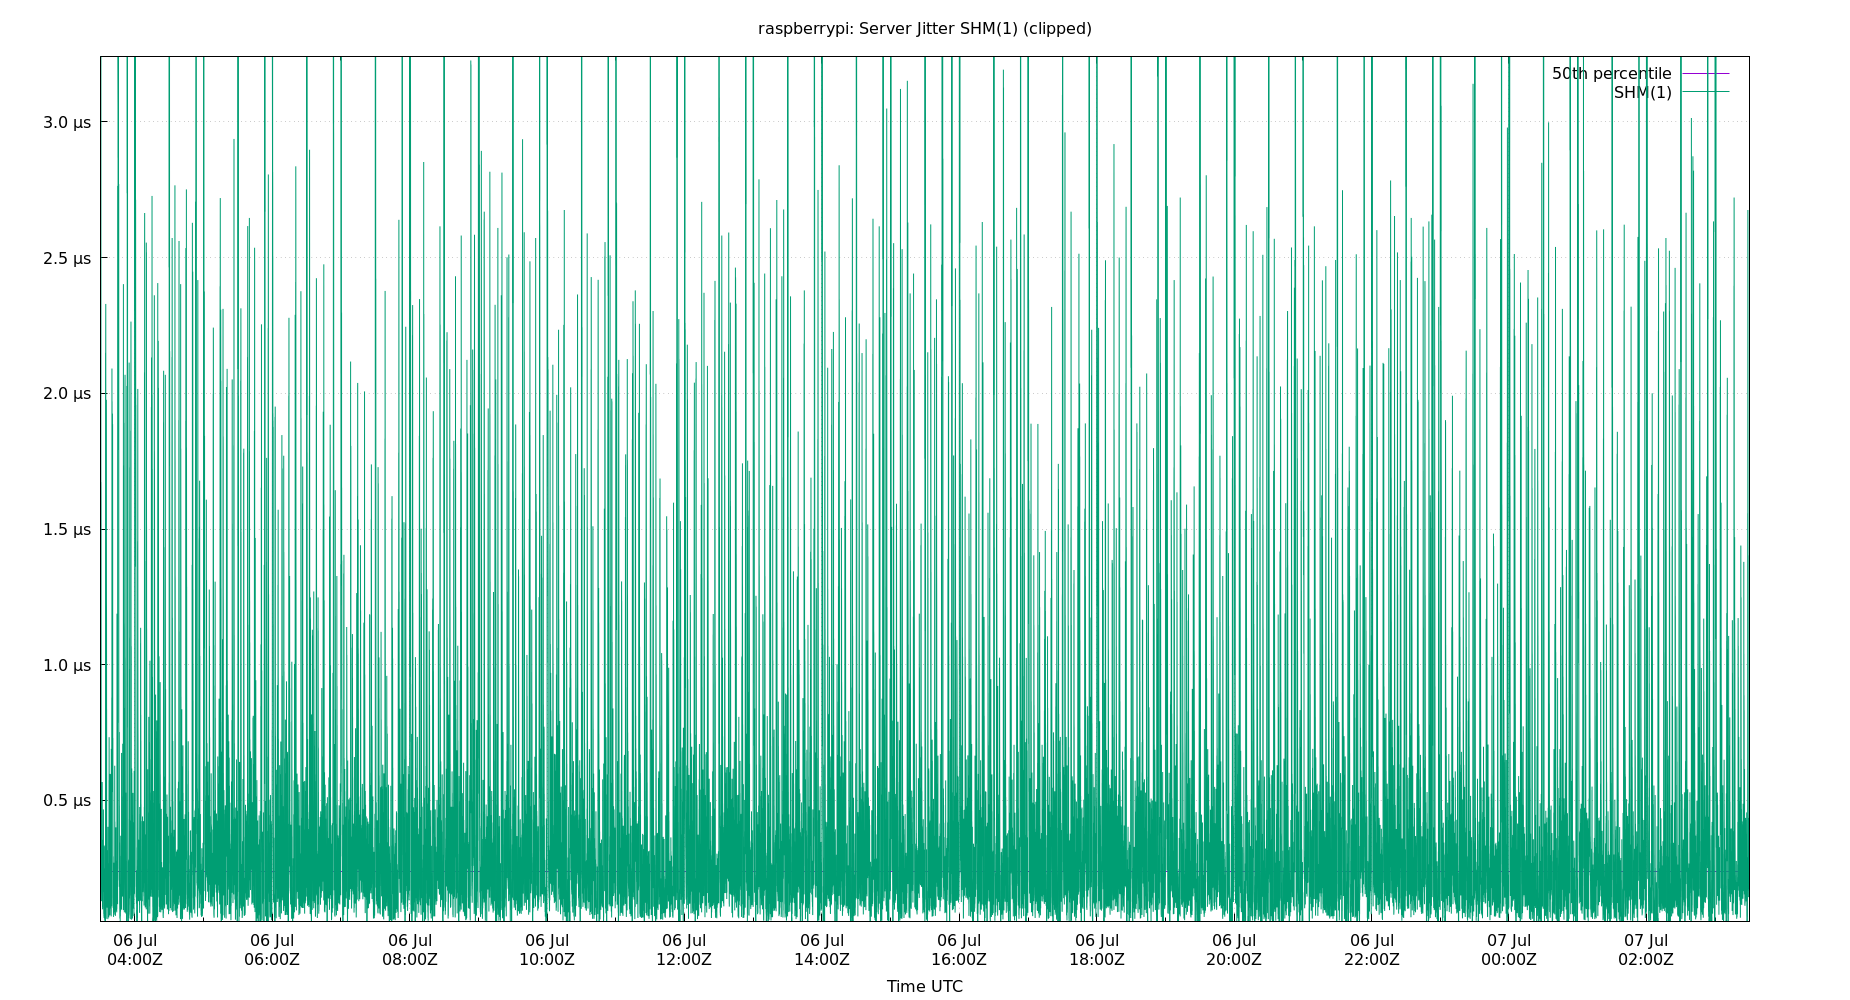 raspberrypi: Server Jitter SHM(1) (clipped)
50th percentile
SHM(1)
3.0 µs
2.5 µs
2.0 µs
1.5 µs
1.0 µs
0.5 µs
06 Jul 06 Jul 06 Jul 06 Jul 06 Jul 06 Jul 06 Jul 06 Jul 06 Jul 06 Jul 07 Jul 07 Jul
04:00Z 06:00Z 08:00Z 10:00Z 12:00Z 14:00Z 16:00Z 18:00Z 20:00Z 22:00Z 00:00Z 02:00Z
Time UTC